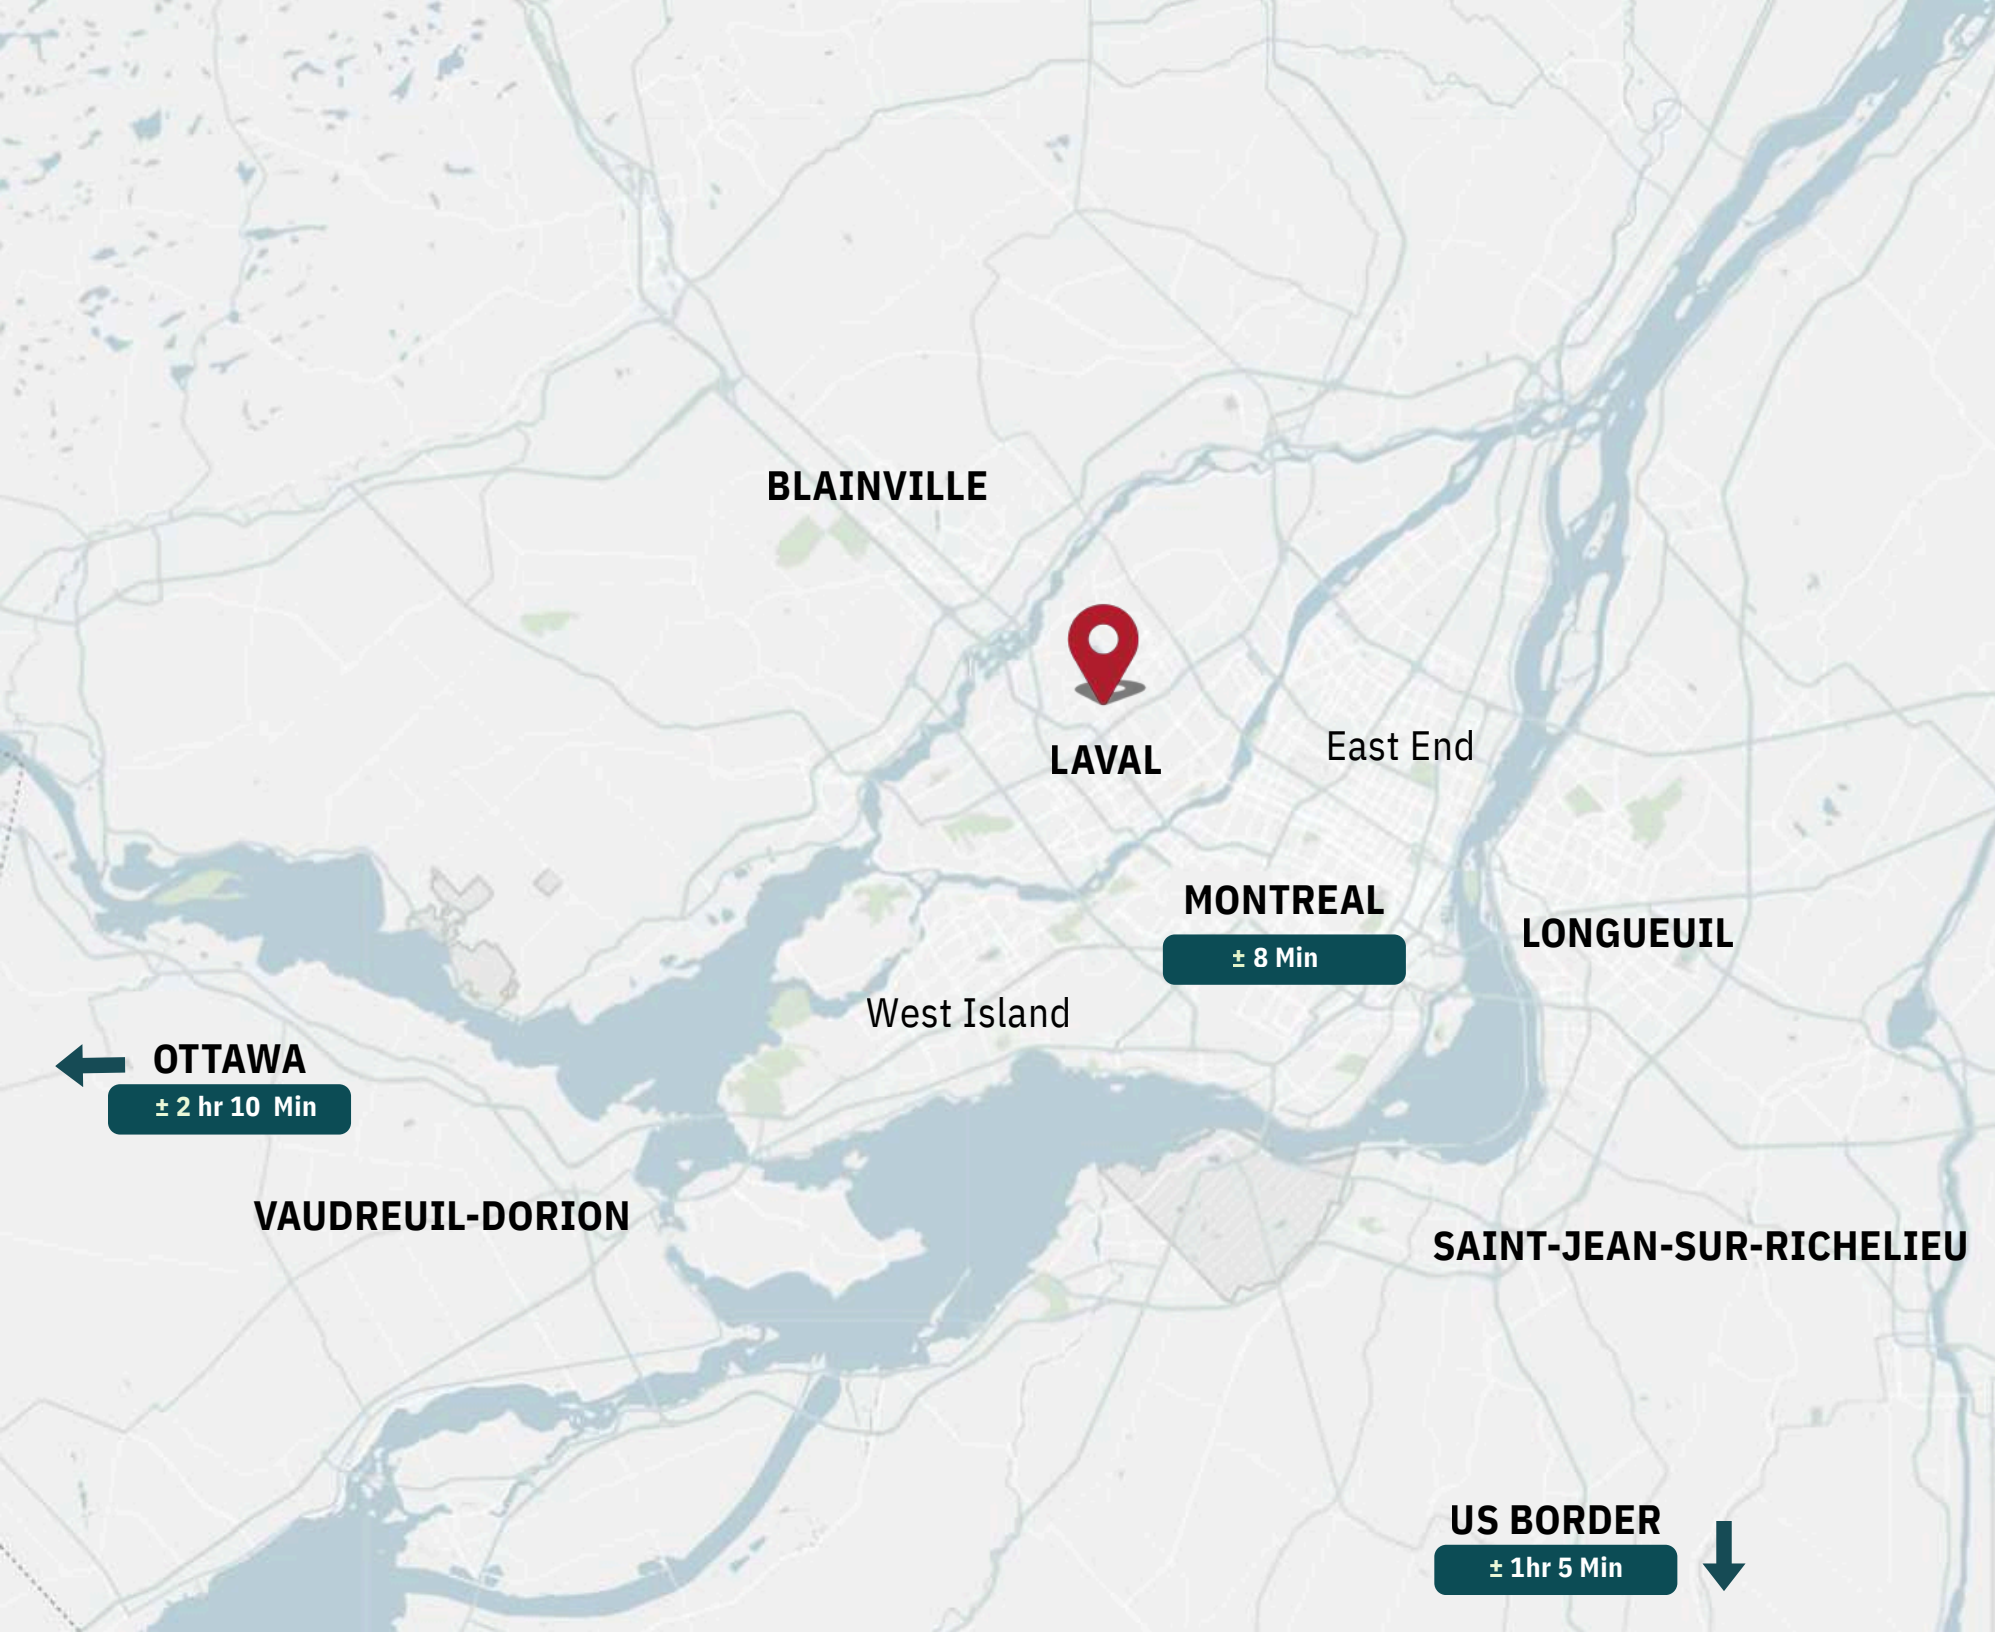 BLAINVILLE
LAVAL
East End
MONTREAL
± 8 Min
LONGUEUIL
West Island
OTTAWA
± 2 hr 10 Min
VAUDREUIL-DORION
SAINT-JEAN-SUR-RICHELIEU
US BORDER
± 1hr 5 Min